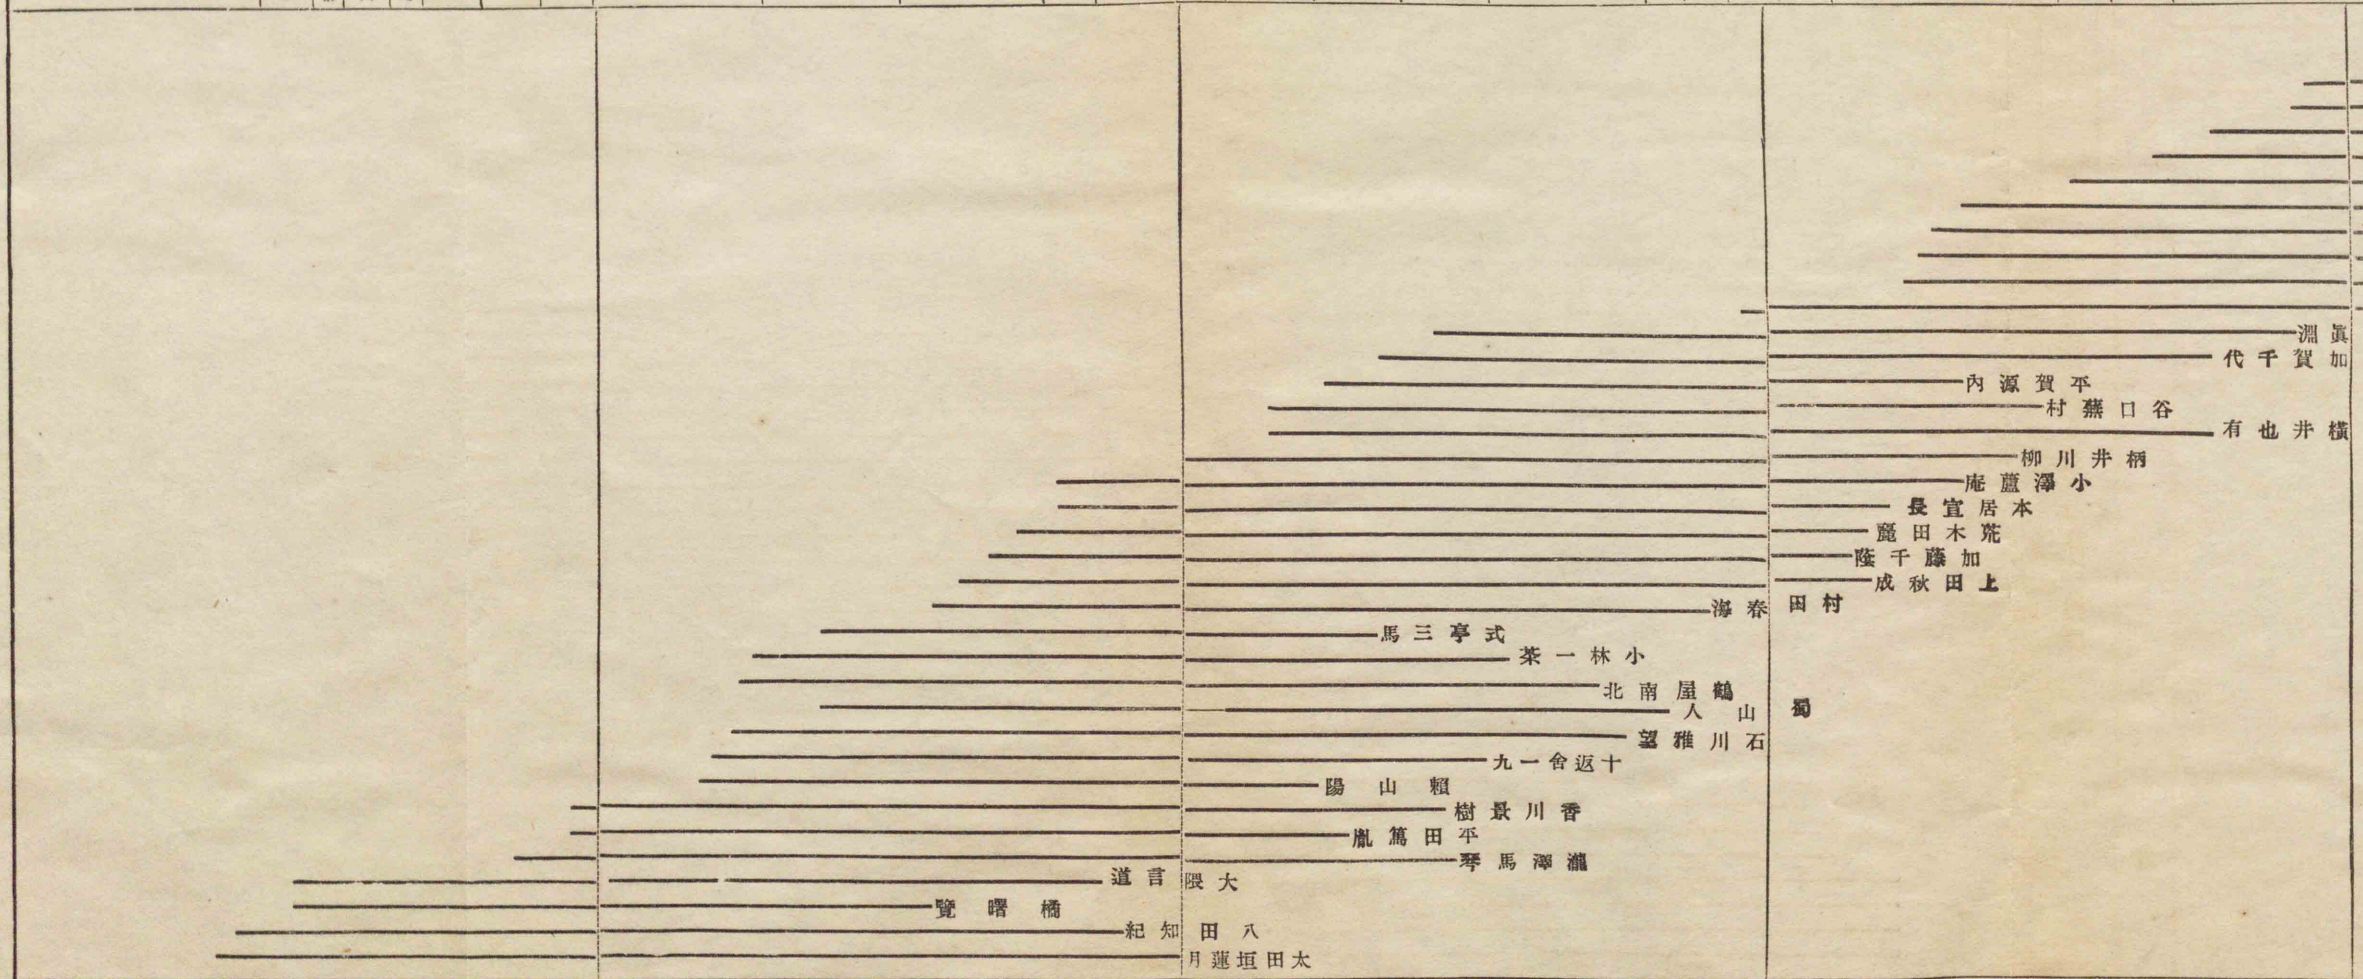 眞淵
加賀千代
平賀源內
谷口蕪村
橫井也有
柄井川柳
小澤蘆庵
本居宣長
荒木田麗
加藤千蔭
上田秋成
村田春海
式亭三馬
小林一茶
鶴屋南北
蜀山人
石川雅望
十返舍一九
賴山陽
香川景樹
平田篤胤
瀧澤馬琴
大隈言道
橘曙覽
八田知紀
太田垣蓮月